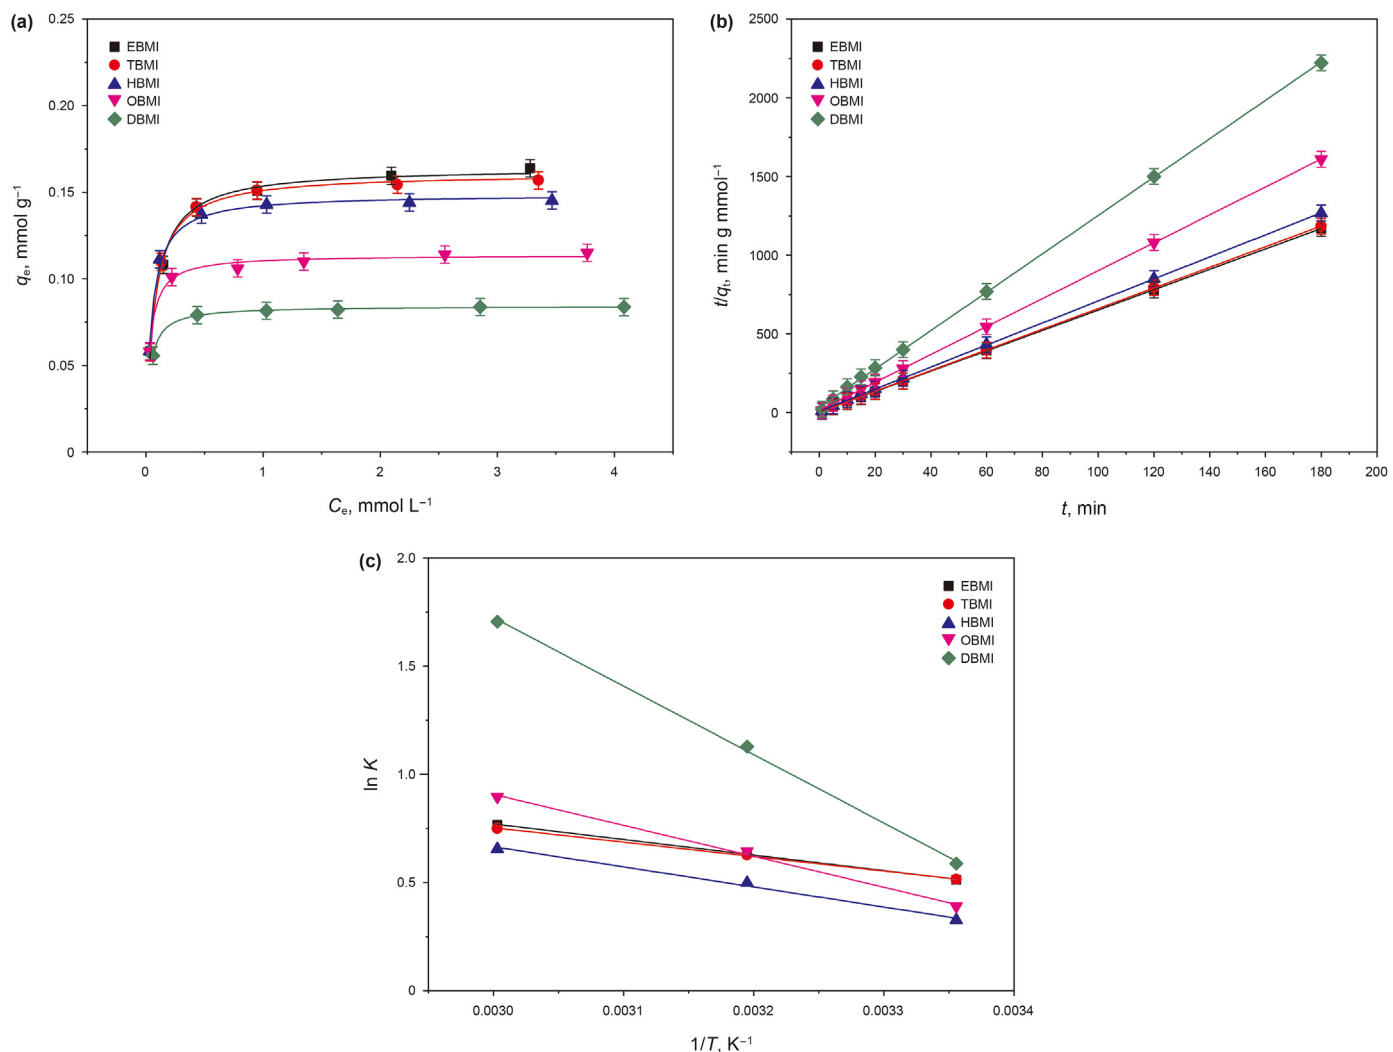 (a)
0.25
0.20
0.15
0.10
0.05
0
qₑ, mmol g⁻¹
EBMI
TBMI
HBMI
OBMI
DBMI
0 1 2 3 4
Cₑ, mmol L⁻¹
(b)
2500
2000
1500
1000
500
0
t/qₜ, min g mmol⁻¹
EBMI
TBMI
HBMI
OBMI
DBMI
0 20 40 60 80 100 120 140 160 180 200
t, min
(c)
2.0
1.5
1.0
0.5
0
ln K
EBMI
TBMI
HBMI
OBMI
DBMI
0.0030 0.0031 0.0032 0.0033 0.0034
1/T, K⁻¹